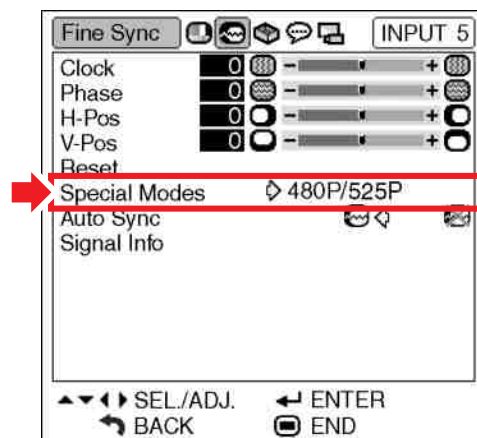 Fine Sync INPUT 5
Clock 0 - +
Phase 0 - +
H-Pos 0 - +
V-Pos 0 - +
Reset
Special Modes 480P/525P
Auto Sync
Signal Info
SEL./ADJ. ENTER
BACK END